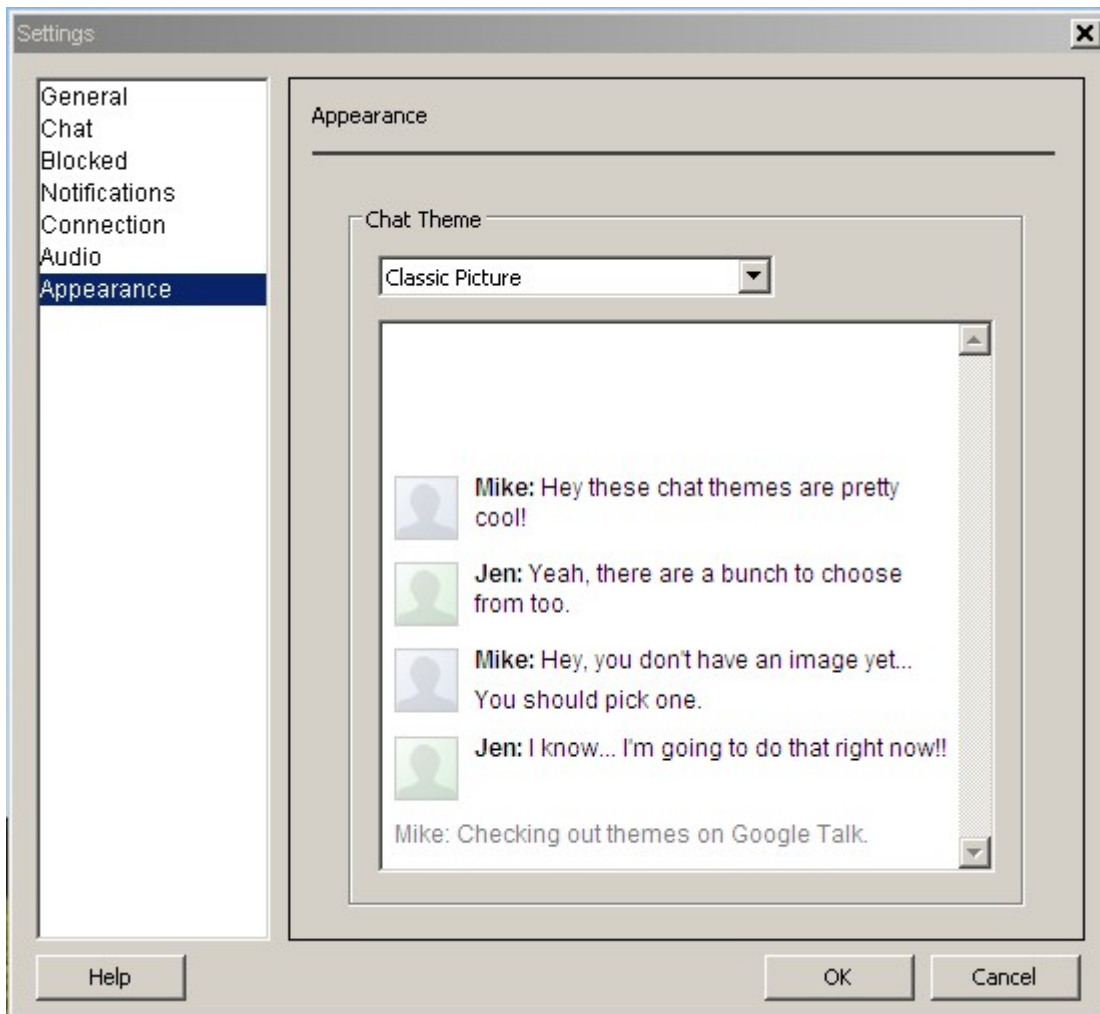 Settings
General
Chat
Blocked
Notifications
Connection
Audio
Appearance
Appearance
Chat Theme
Classic Picture
Mike: Hey these chat themes are pretty
cool!
Jen: Yeah, there are a bunch to choose
from too.
Mike: Hey, you don't have an image yet...
You should pick one.
Jen: I know... I'm going to do that right now!!
Mike: Checking out themes on Google Talk.
Help
OK
Cancel